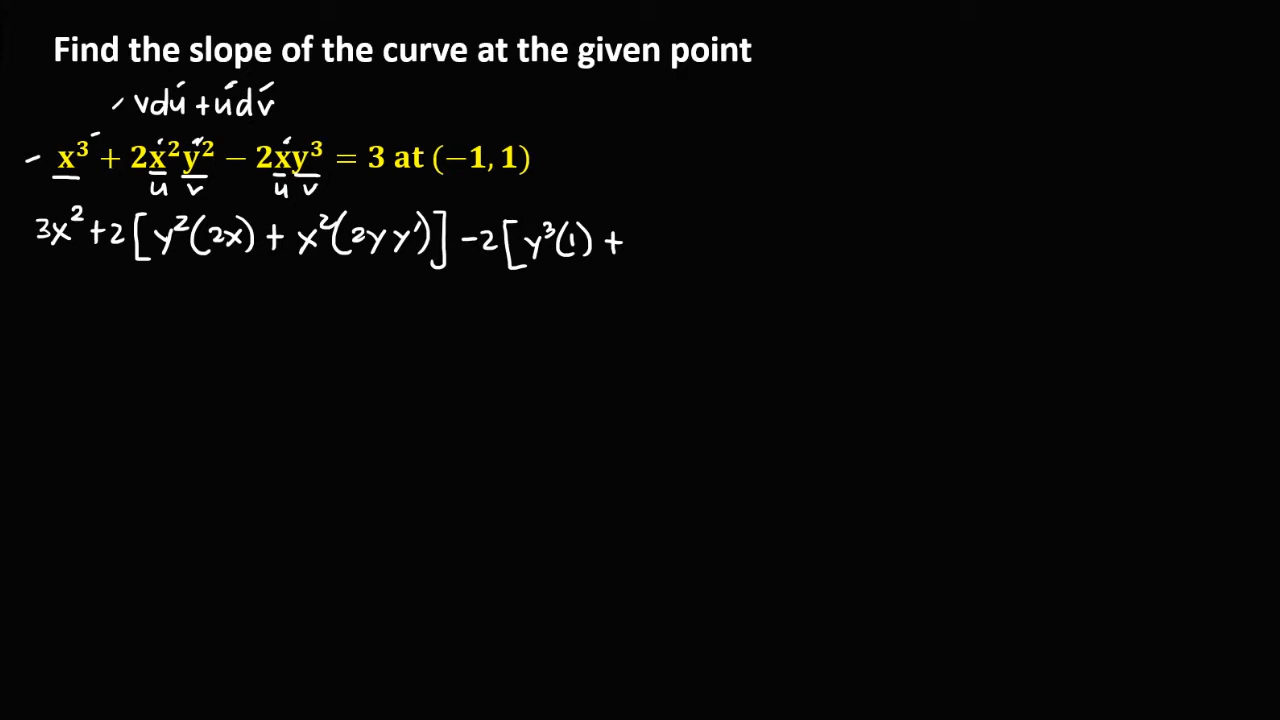 Find the slope of the curve at the given point
vdu + udv
x³ + 2x²y² − 2xy³ = 3 at (−1, 1)
u v u v
3x² + 2[y²(2x) + x²(2yy')] − 2[y³(1) +